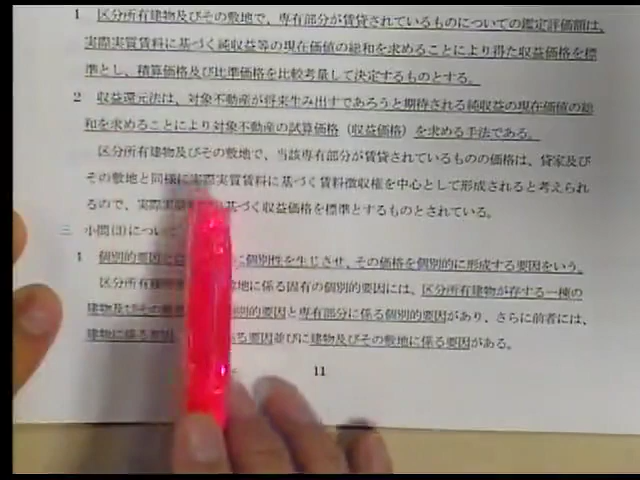 1 区分所有建物及びその敷地で、専有部分が賃貸されているものについての鑑定評価額は、
実際実質賃料に基づく純収益等の現在価値の総和を求めることにより得た収益価格を標
準とし、積算価格及び比準価格を比較考量して決定するものとする。
2 収益還元法は、対象不動産が将来生み出すであろうと期待される純収益の現在価値の総
和を求めることにより対象不動産の試算価格（収益価格）を求める手法である。
区分所有建物及びその敷地で、当該専有部分が賃貸されているものの価格は、貸家及び
その敷地と同様に実際実質賃料に基づく賃料徴収権を中心として形成されると考えられ
るので、実際実 基づく収益価格を標準とするものとされている。
三 小問(3)について
1 個別的要因とは に個別性を生じさせ、その価格を個別的に形成する要因をいう。
区分所有 敷地に係る固有の個別的要因には、区分所有建物が存する一棟の
建物及びその 個別的要因と専有部分に係る個別的要因があり、さらに前者には、
建物に係る要因 る要因並びに建物及びその敷地に係る要因がある。
11